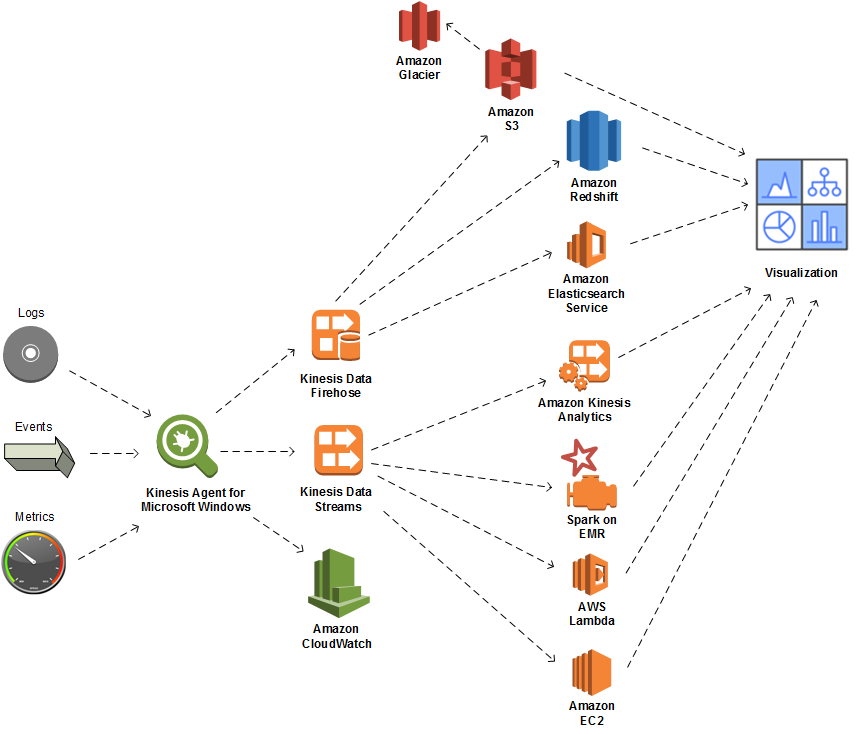 Amazon
Glacier
Amazon
S3
Amazon
Redshift
Visualization
Amazon
Elasticsearch
Service
Logs
Kinesis Data
Firehose
Amazon Kinesis
Analytics
Events
Kinesis Agent for
Microsoft Windows
Kinesis Data
Streams
Metrics
Spark on
EMR
AWS
Lambda
Amazon
CloudWatch
Amazon
EC2